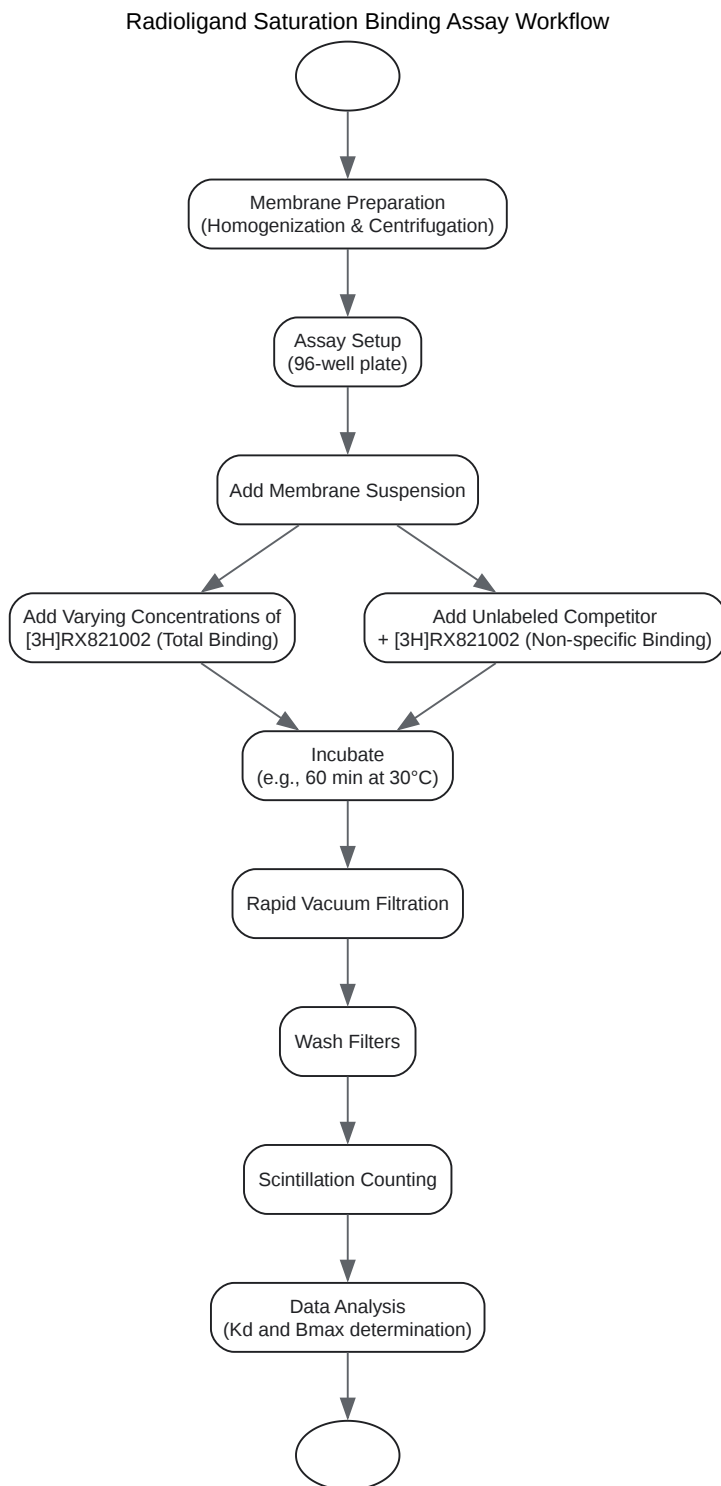 Radioligand Saturation Binding Assay Workflow
Membrane Preparation
(Homogenization & Centrifugation)
Assay Setup
(96-well plate)
Add Membrane Suspension
Add Varying Concentrations of
[3H]RX821002 (Total Binding)
Add Unlabeled Competitor
+ [3H]RX821002 (Non-specific Binding)
Incubate
(e.g., 60 min at 30°C)
Rapid Vacuum Filtration
Wash Filters
Scintillation Counting
Data Analysis
(Kd and Bmax determination)